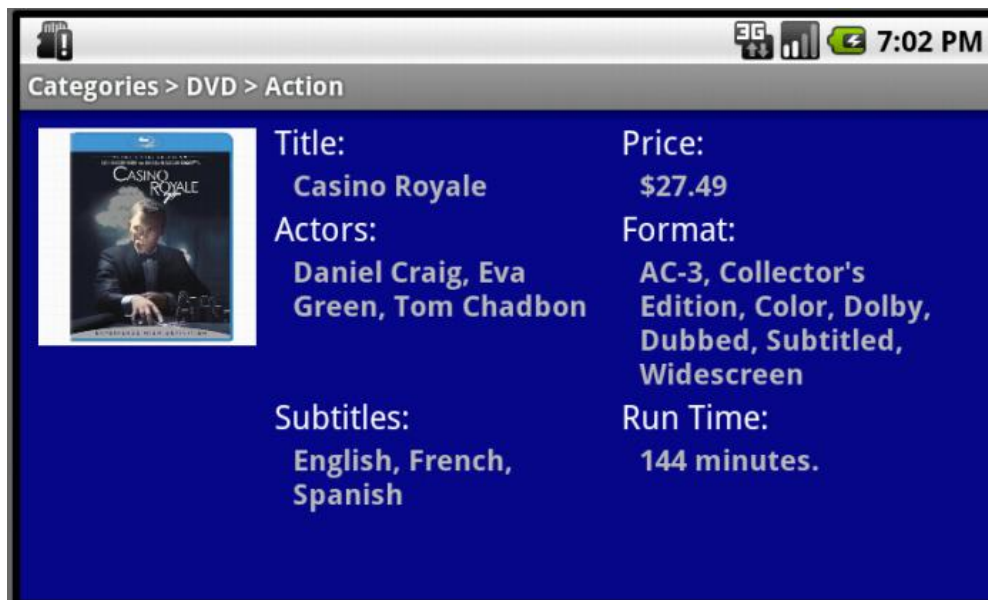 3G
7:02 PM
Categories > DVD > Action
CASINO
ROYALE
Title:
Casino Royale
Price:
$27.49
Actors:
Daniel Craig, Eva
Green, Tom Chadbon
Format:
AC-3, Collector's
Edition, Color, Dolby,
Dubbed, Subtitled,
Widescreen
Subtitles:
English, French,
Spanish
Run Time:
144 minutes.